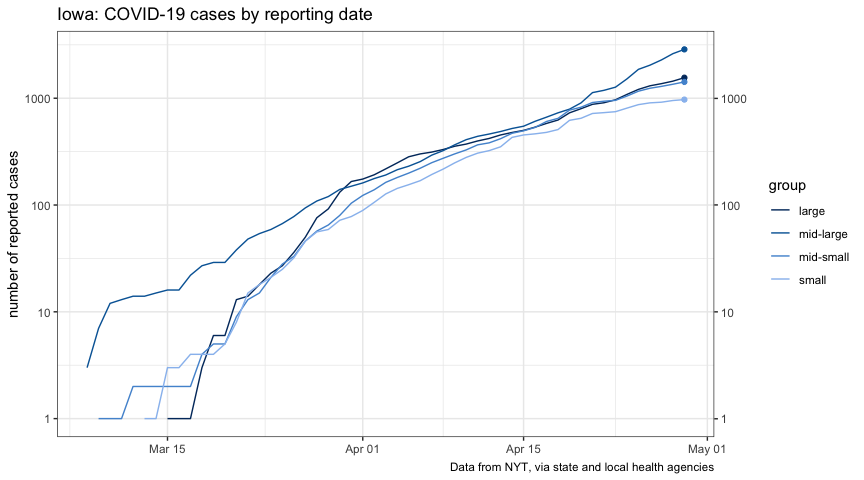 Iowa: COVID-19 cases by reporting date
number of reported cases
1000
100
10
1
1000
100
10
1
Mar 15
Apr 01
Apr 15
May 01
group
large
mid-large
mid-small
small
Data from NYT, via state and local health agencies